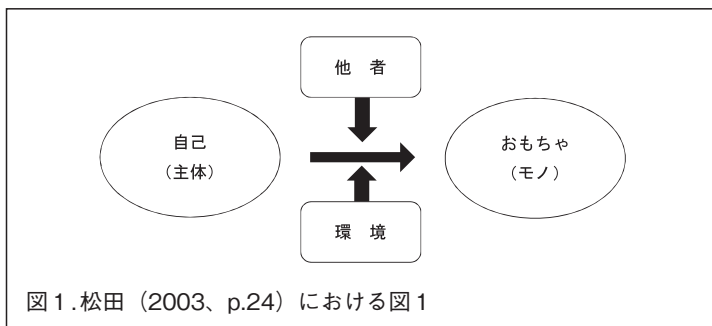 他　者
自己
（主体）
おもちゃ
（モノ）
環　境
図１.松田（2003、p.24）における図１